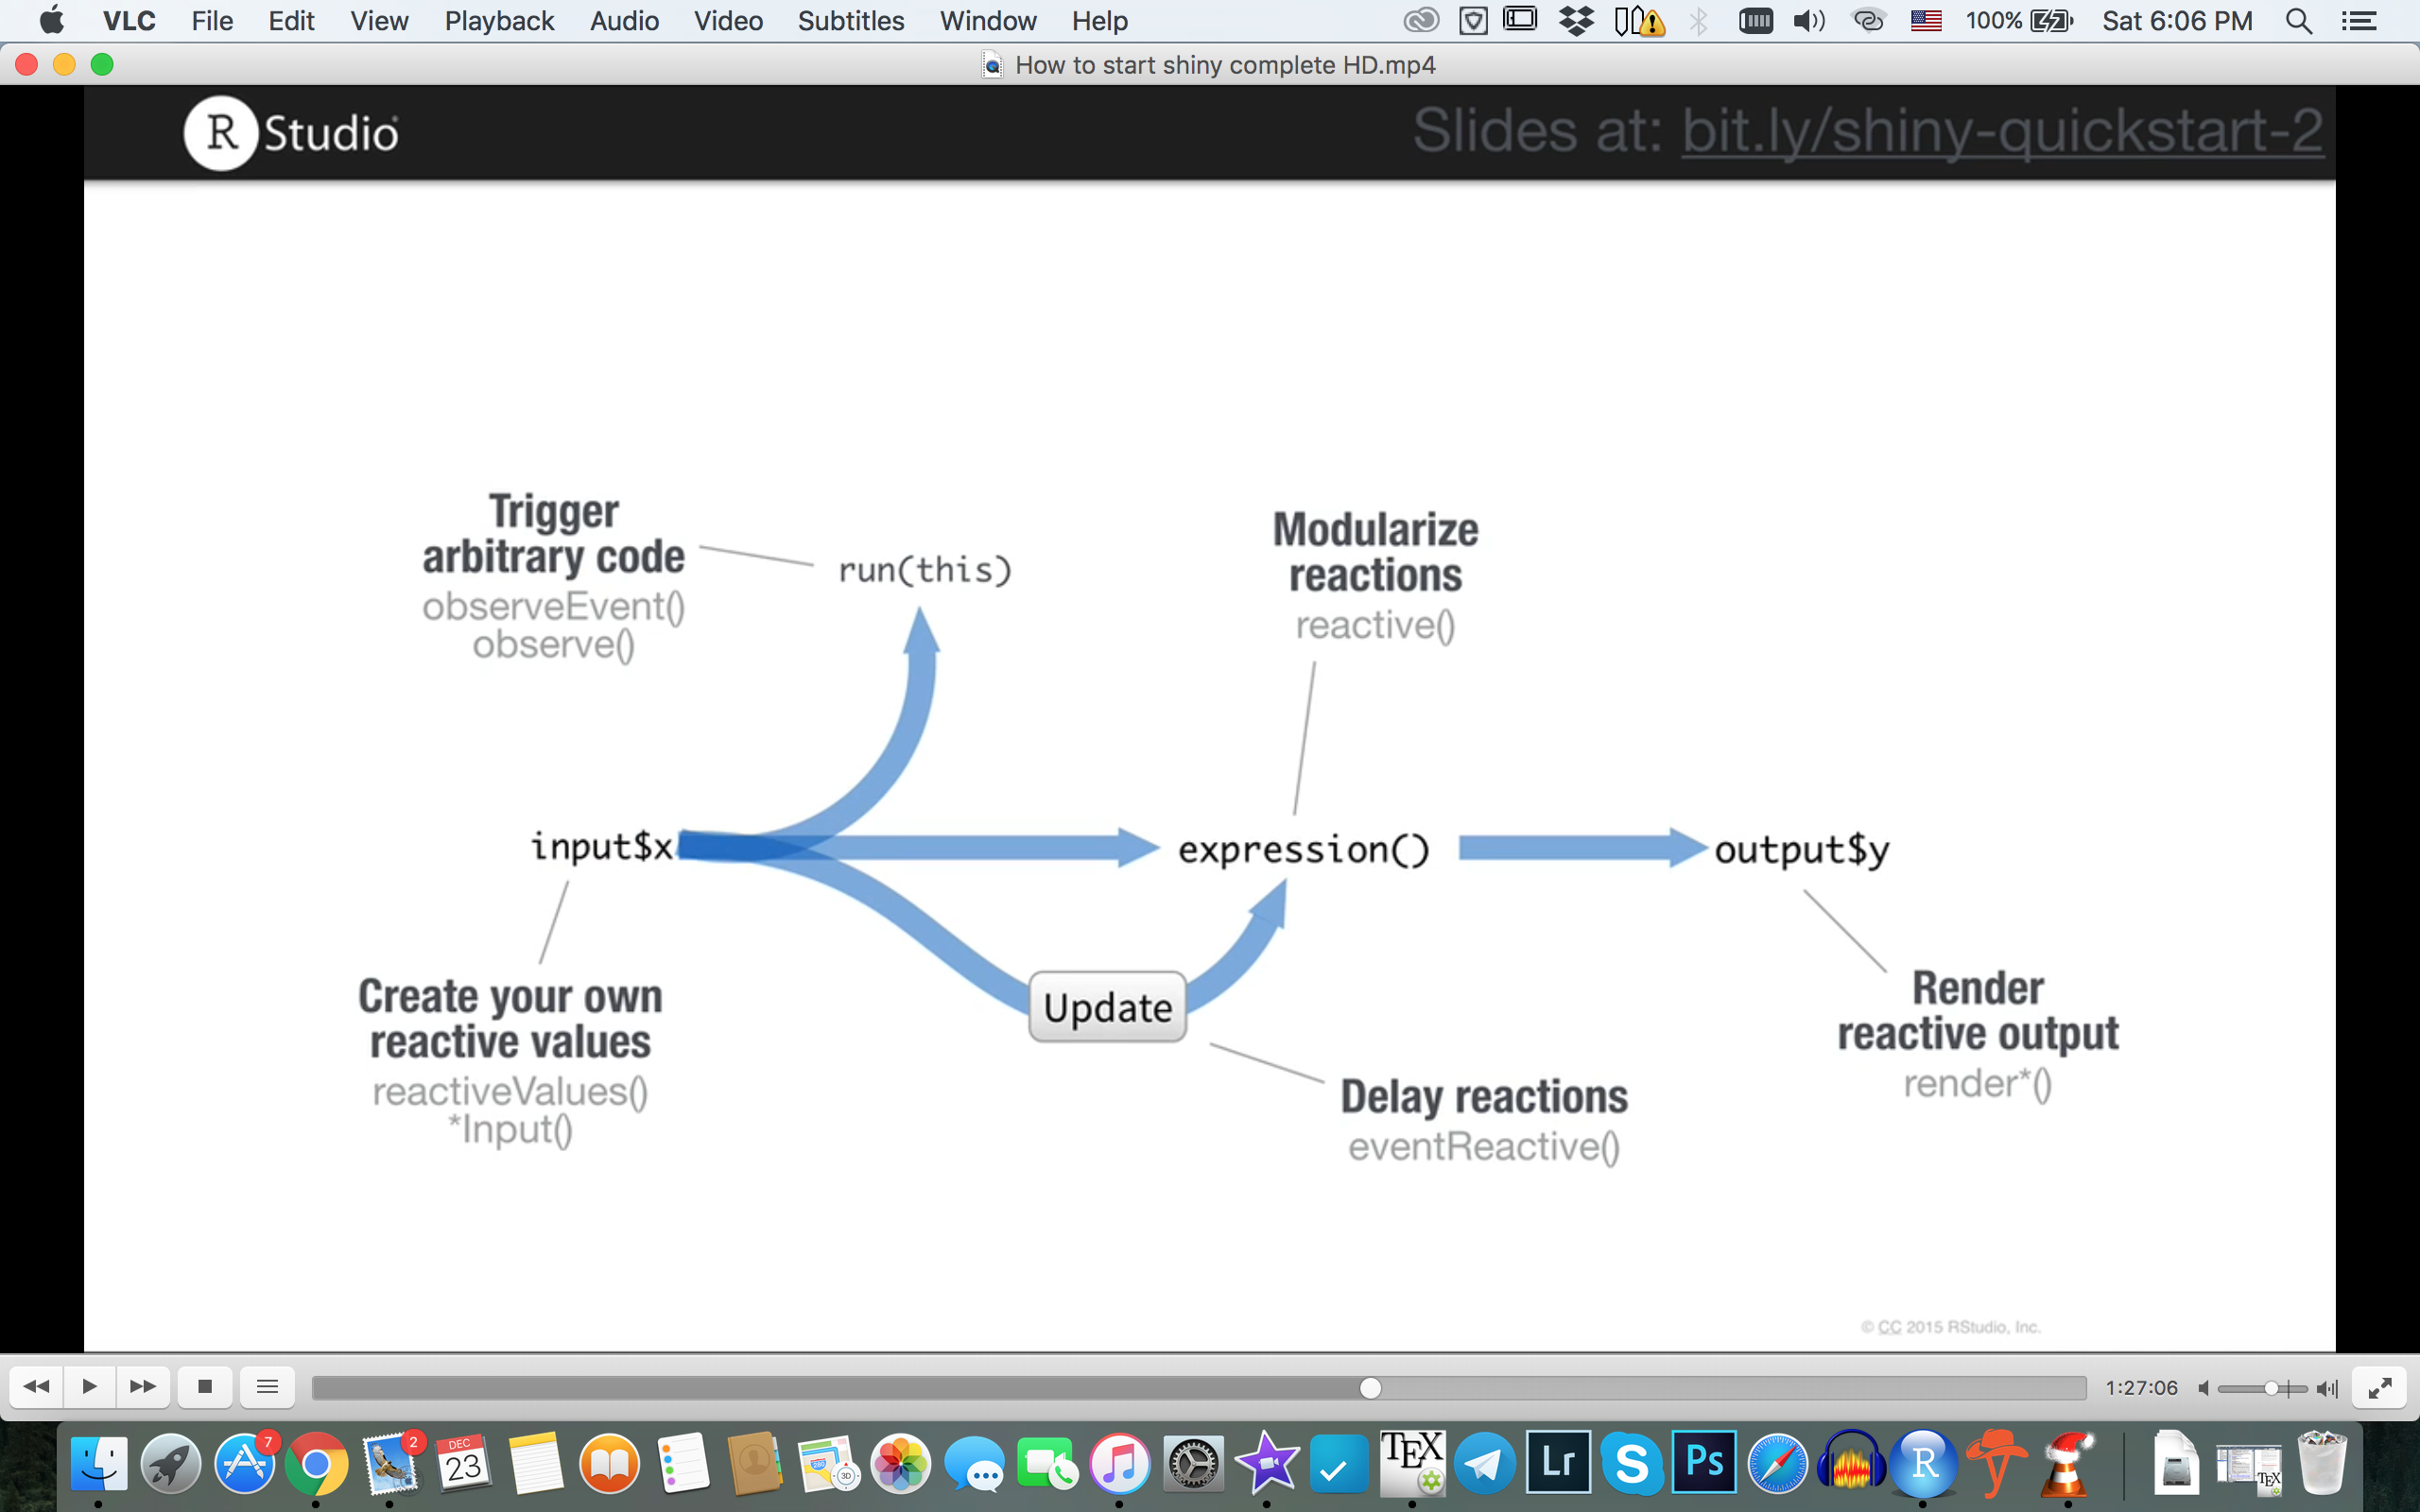 VLC File Edit View Playback Audio Video Subtitles Window Help 100% Sat 6:06 PM
How to start shiny complete HD.mp4
R Studio
Slides at: bit.ly/shiny-quickstart-2
Trigger
arbitrary code
observeEvent()
observe()
run(this)
Modularize
reactions
reactive()
input$x
expression()
output$y
Create your own
reactive values
reactiveValues()
*Input()
Update
Delay reactions
eventReactive()
Render
reactive output
render*()
© CC 2015 RStudio, Inc.
1:27:06
7
2
DEC
23
280
3D
TEX
Lr
S
Ps
R
TEX